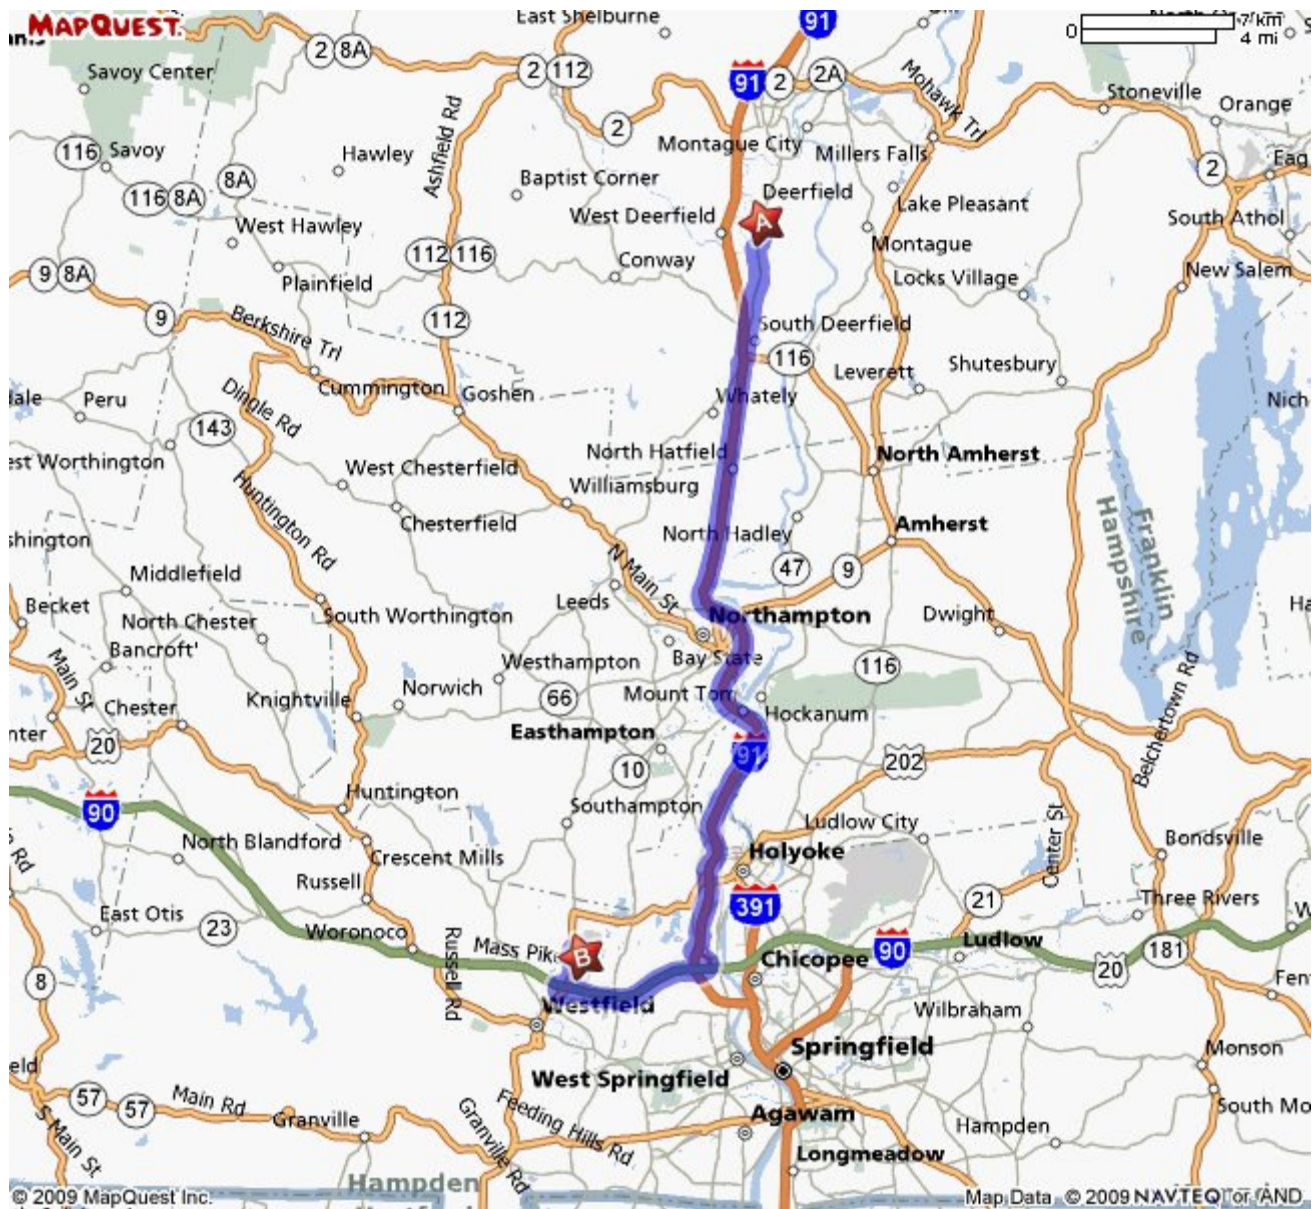 MAPQUEST.
East Shelburne
91
7 km
0
4 mi
2
8A
Savoy Center
2
112
91
2
2A
Mohawk Trl
Stoneville
Orange
Ashfield Rd
2
Montague City
Millers Falls
116
Savoy
Hawley
2
8A
Baptist Corner
Deerfield
116
8A
A
Lake Pleasant
West Deerfield
South Athol
West Hawley
Montague
112
116
Conway
9
8A
Plainfield
Locks Village
New Salem
9
Berkshire Trl
112
South Deerfield
116
Shutesbury
Leverett
Cummington
Goshen
Peru
Dingle Rd
Whately
143
North Hatfield
North Amherst
West Chesterfield
Williamsburg
Huntington Rd
Chesterfield
Amherst
North Hadley
Franklin
Hampshire
N Main St
47
9
Middlefield
Leeds
Becket
North Chester
South Worthington
Northampton
Dwight
Bancroft'
Westhampton
Bay State
116
Main St
Norwich
66
Mount Tom
Knightville
Hockanum
Chester
Easthampton
Belchertown Rd
20
91
202
10
Huntington
Southampton
90
Ludlow City
Center St
Bondsville
North Blandford
Crescent Mills
Holyoke
Russell
391
21
Three Rivers
East Otis
23
Woronoco
Russell Rd
Mass Pike
B
Chicopee
90
Ludlow
181
20
8
Westfield
Wilbraham
Springfield
Monson
West Springfield
57
57
Main Rd
Granville
Feeding Hills Rd
Agawam
Hampden
S Main St
Granville Rd
Longmeadow
Hampden
© 2009 MapQuest Inc.
Map Data © 2009 NAVTEQ or AND